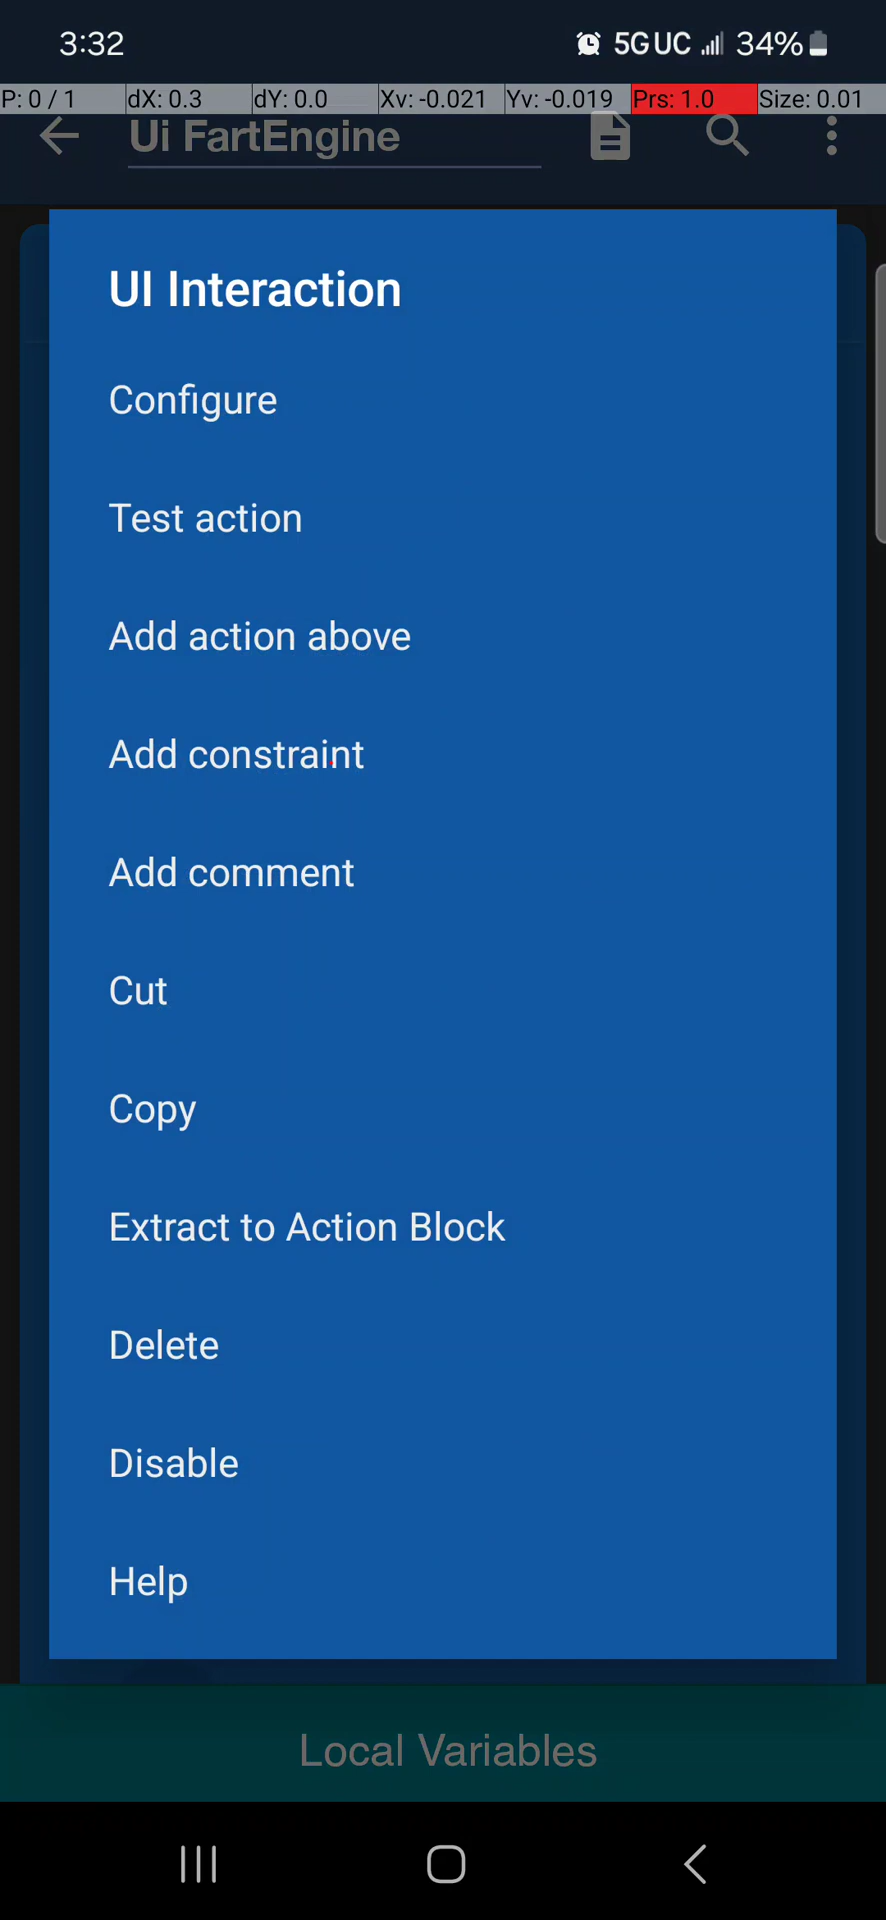 3:32 5GUC 34%
P: 0 / 1 dX: 0.3 dY: 0.0 Xv: -0.021 Yv: -0.019 Prs: 1.0 Size: 0.01
Ui FartEngine
UI Interaction
Configure
Test action
Add action above
Add constraint
Add comment
Cut
Copy
Extract to Action Block
Delete
Disable
Help
Local Variables